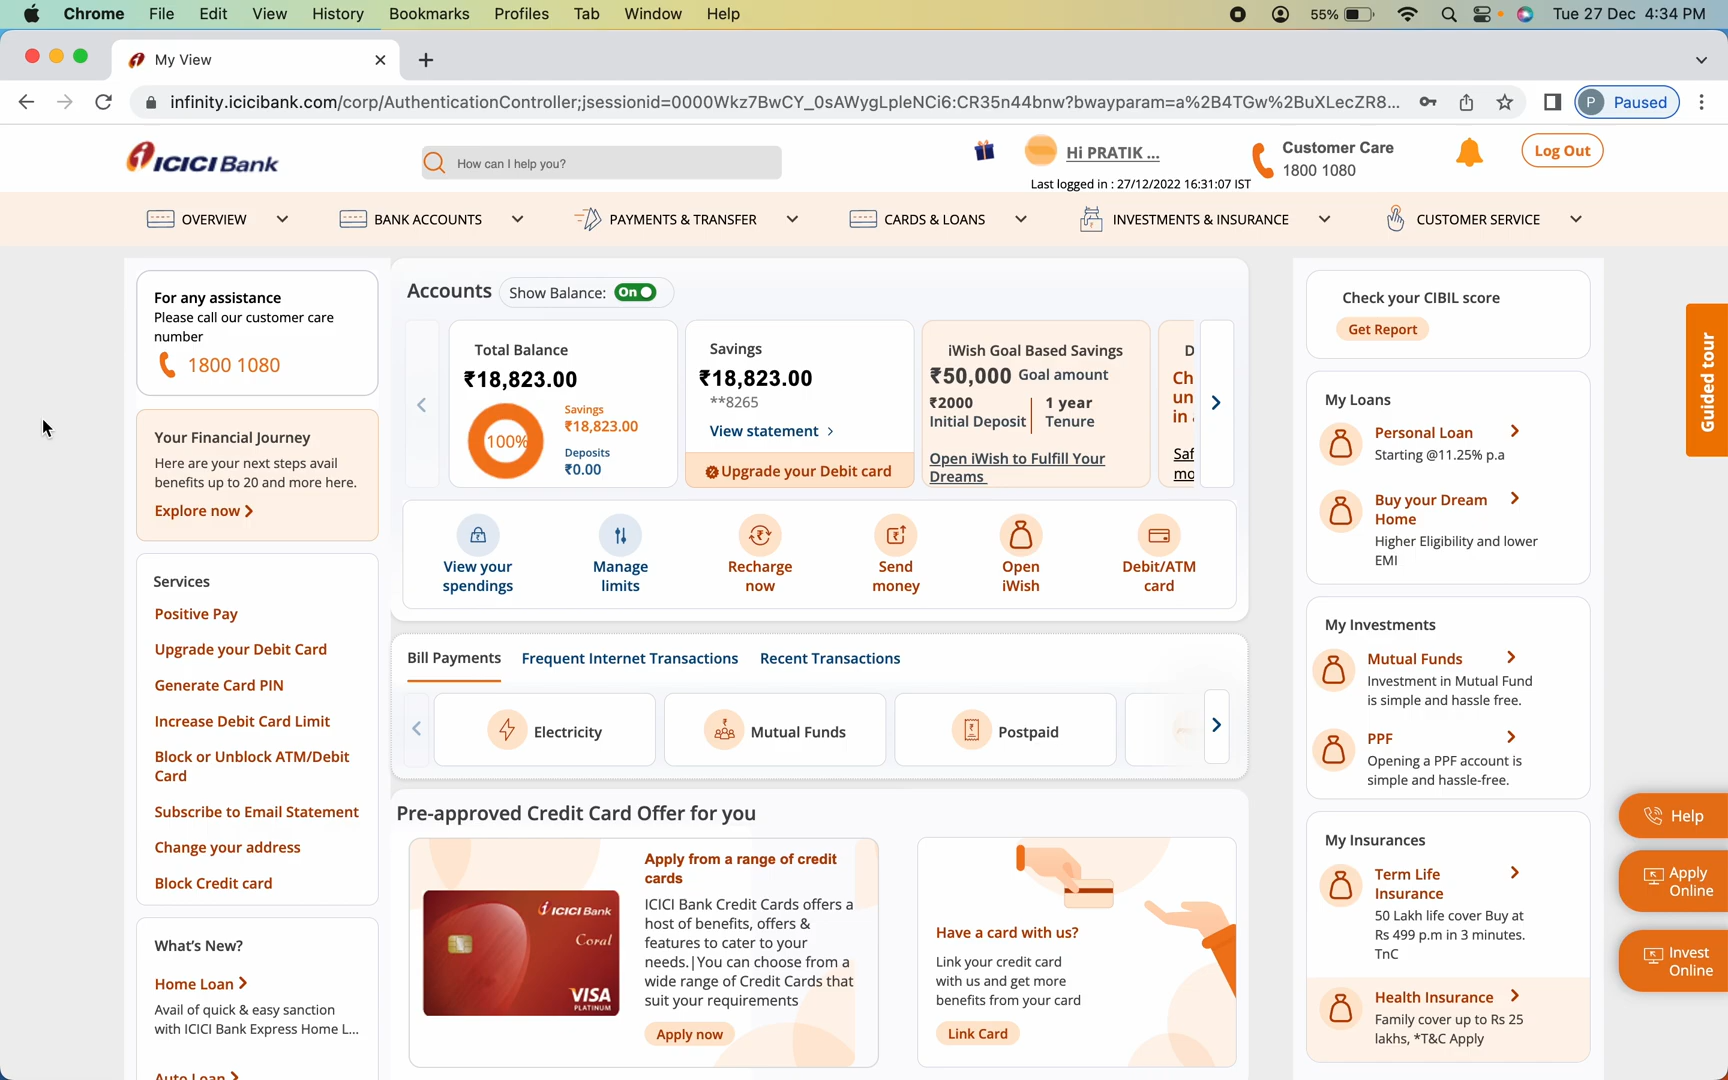 Chrome File Edit View History Bookmarks Profiles Tab Window Help 55% Tue 27 Dec 4:34 PM
My View
infinity.icicibank.com/corp/AuthenticationController;jsessionid=0000Wkz7BwCY_0sAWygLpleNCi6:CR35n44bnw?bwayparam=a%2B4TGw%2BuXLecZR8... P Paused
ICICI Bank
How can I help you?
Hi PRATIK ...
Last logged in : 27/12/2022 16:31:07 IST
Customer Care
1800 1080
Log Out
OVERVIEW BANK ACCOUNTS PAYMENTS & TRANSFER CARDS & LOANS INVESTMENTS & INSURANCE CUSTOMER SERVICE
For any assistance
Please call our customer care
number
1800 1080
Your Financial Journey
Here are your next steps avail
benefits up to 20 and more here.
Explore now
Services
Positive Pay
Upgrade your Debit Card
Generate Card PIN
Increase Debit Card Limit
Block or Unblock ATM/Debit
Card
Subscribe to Email Statement
Change your address
Block Credit card
What's New?
Home Loan
Avail of quick & easy sanction
with ICICI Bank Express Home L...
Auto Loan
Accounts Show Balance: On
Total Balance
₹18,823.00
100%
Savings
₹18,823.00
Deposits
₹0.00
Savings
₹18,823.00
**8265
View statement
Upgrade your Debit card
iWish Goal Based Savings
₹50,000 Goal amount
₹2000
Initial Deposit
1 year
Tenure
Open iWish to Fulfill Your
Dreams
D
Ch
un
in
Saf
mo
View your
spendings
Manage
limits
Recharge
now
Send
money
Open
iWish
Debit/ATM
card
Bill Payments Frequent Internet Transactions Recent Transactions
Electricity Mutual Funds Postpaid
Pre-approved Credit Card Offer for you
ICICI Bank
Coral
VISA
PLATINUM
Apply from a range of credit
cards
ICICI Bank Credit Cards offers a
host of benefits, offers &
features to cater to your
needs.|You can choose from a
wide range of Credit Cards that
suit your requirements
Apply now
Have a card with us?
Link your credit card
with us and get more
benefits from your card
Link Card
Check your CIBIL score
Get Report
My Loans
Personal Loan
Starting @11.25% p.a
Buy your Dream
Home
Higher Eligibility and lower
EMI
My Investments
Mutual Funds
Investment in Mutual Fund
is simple and hassle free.
PPF
Opening a PPF account is
simple and hassle-free.
My Insurances
Term Life
Insurance
50 Lakh life cover Buy at
Rs 499 p.m in 3 minutes.
TnC
Health Insurance
Family cover up to Rs 25
lakhs, *T&C Apply
Guided tour
Help
Apply
Online
Invest
Online